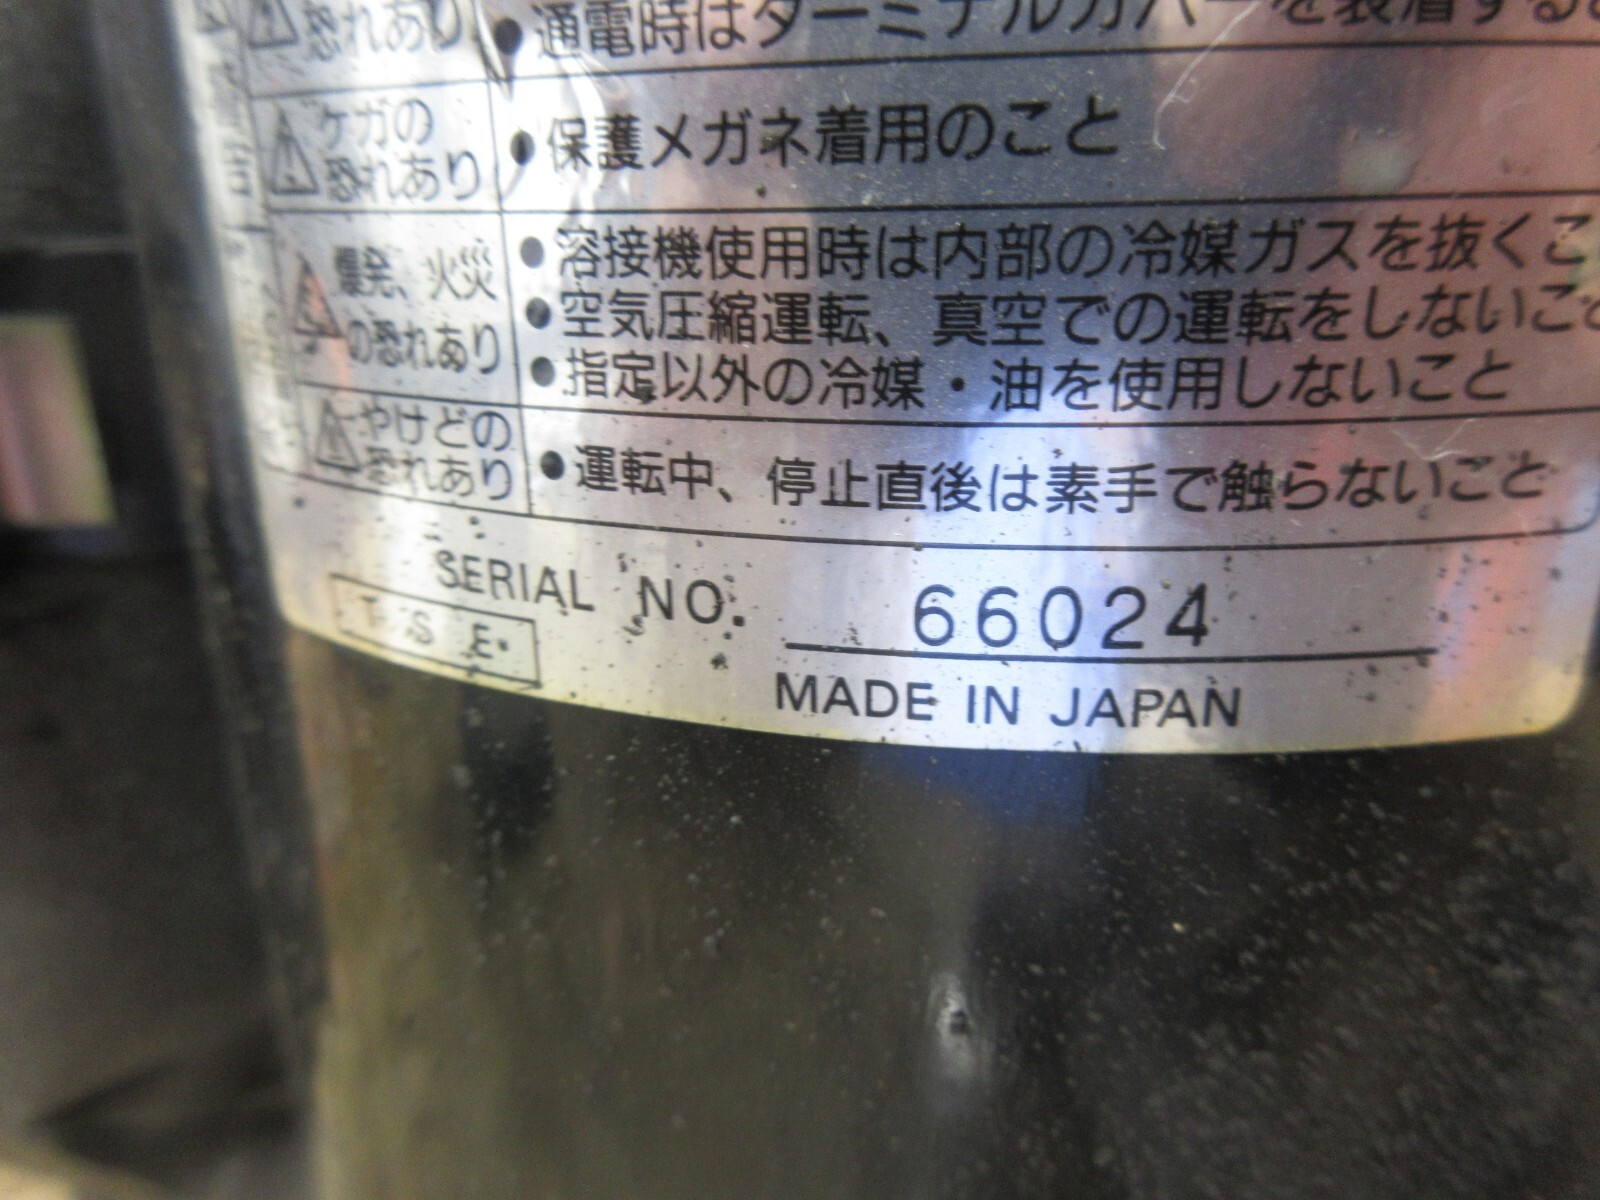 恐れあり
●通電時はターミナルカバーを装着する
ケガの
恐れあり
●保護メガネ着用のこと
爆発、火災
の恐れあり
●溶接機使用時は内部の冷媒ガスを抜くこ
●空気圧縮運転、真空での運転をしないこと
●指定以外の冷媒・油を使用しないこと
やけどの
恐れあり
●運転中、停止直後は素手で触らないこと
SERIAL NO. 66024
T S E
MADE IN JAPAN